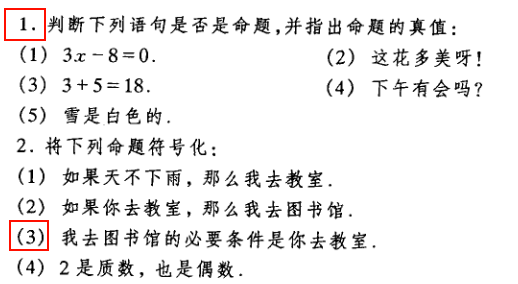 1. 判断下列语句是否是命题,并指出命题的真值:
(1) 3x-8=0. (2) 这花多美呀!
(3) 3+5=18. (4) 下午有会吗?
(5) 雪是白色的.
2. 将下列命题符号化:
(1) 如果天不下雨, 那么我去教室.
(2) 如果你去教室, 那么我去图书馆.
(3) 我去图书馆的必要条件是你去教室.
(4) 2是质数, 也是偶数.